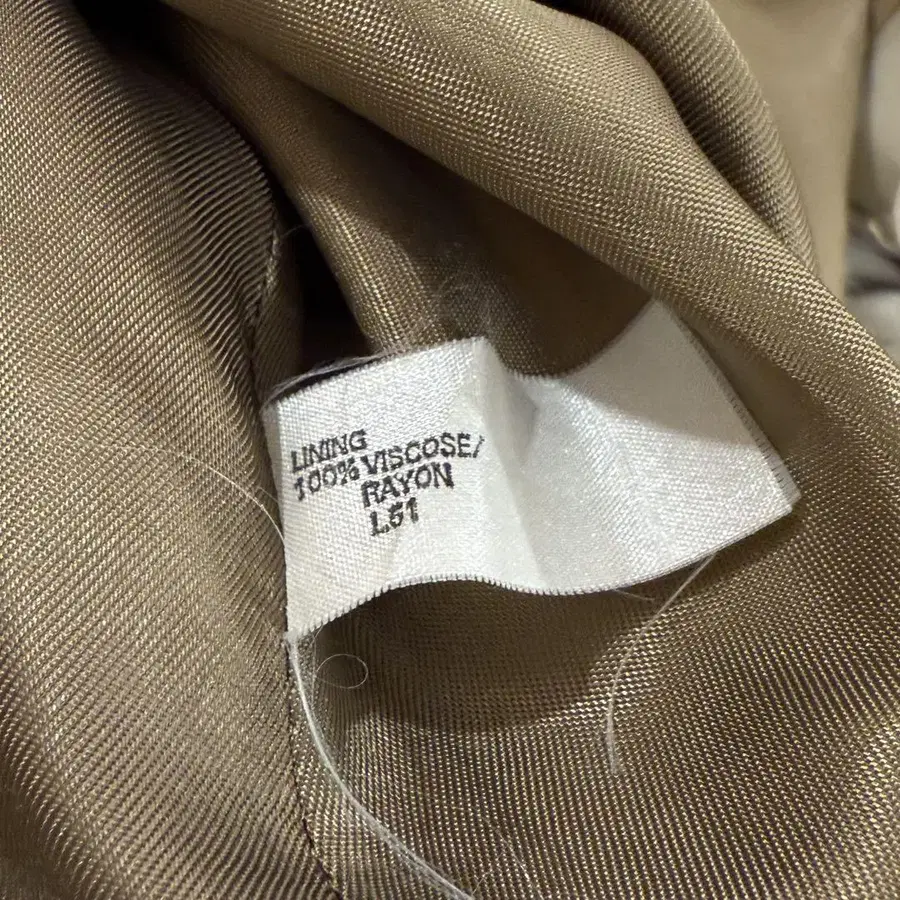 LINING
100% VISCOSE/
RAYON
L51